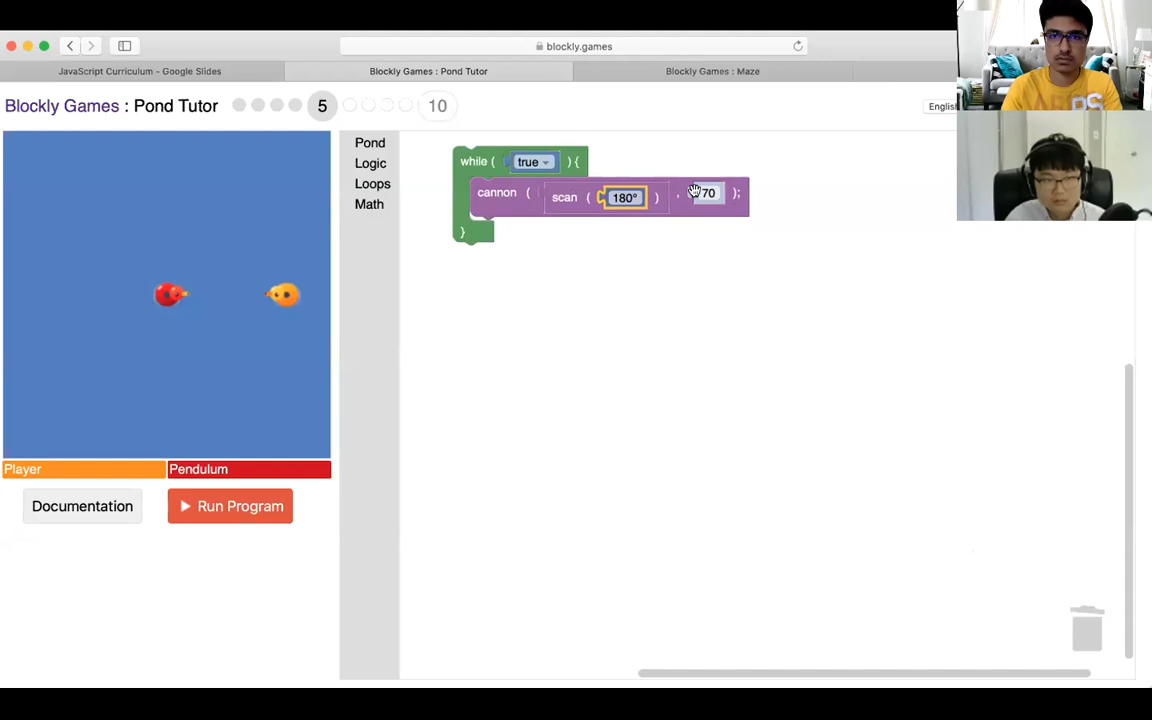 blockly.games
JavaScript Curriculum – Google Slides
Blockly Games : Pond Tutor
Blockly Games : Maze
Blockly Games : Pond Tutor
5
10
English
Pond
Logic
Loops
Math
while ( true ) {
cannon ( scan ( 180° ) , 70 );
}
Player
Pendulum
Documentation
Run Program